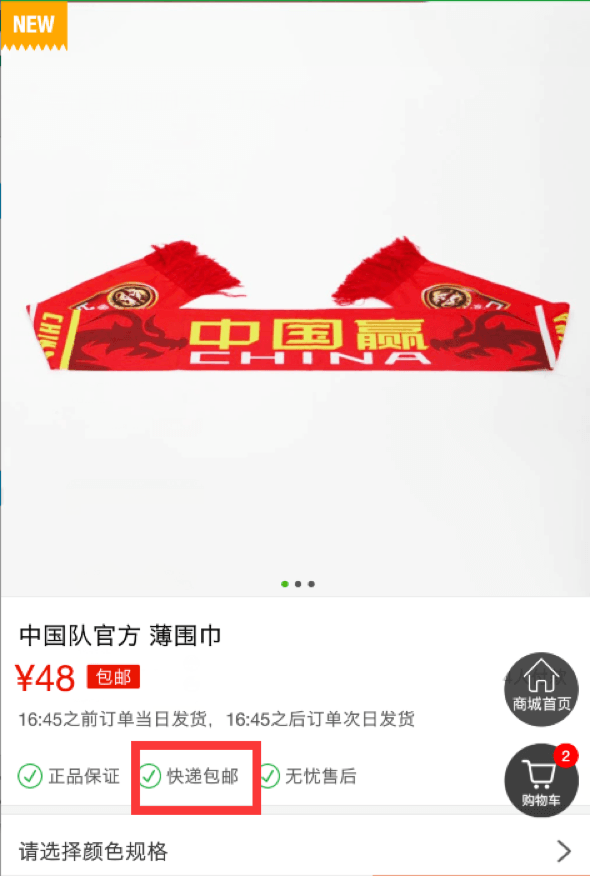 NEW
CHINA
中国赢
CHINA
中国队官方 薄围巾
¥48 包邮
商城首页
16:45之前订单当日发货，16:45之后订单次日发货
正品保证 快递包邮 无忧售后
2
购物车
请选择颜色规格